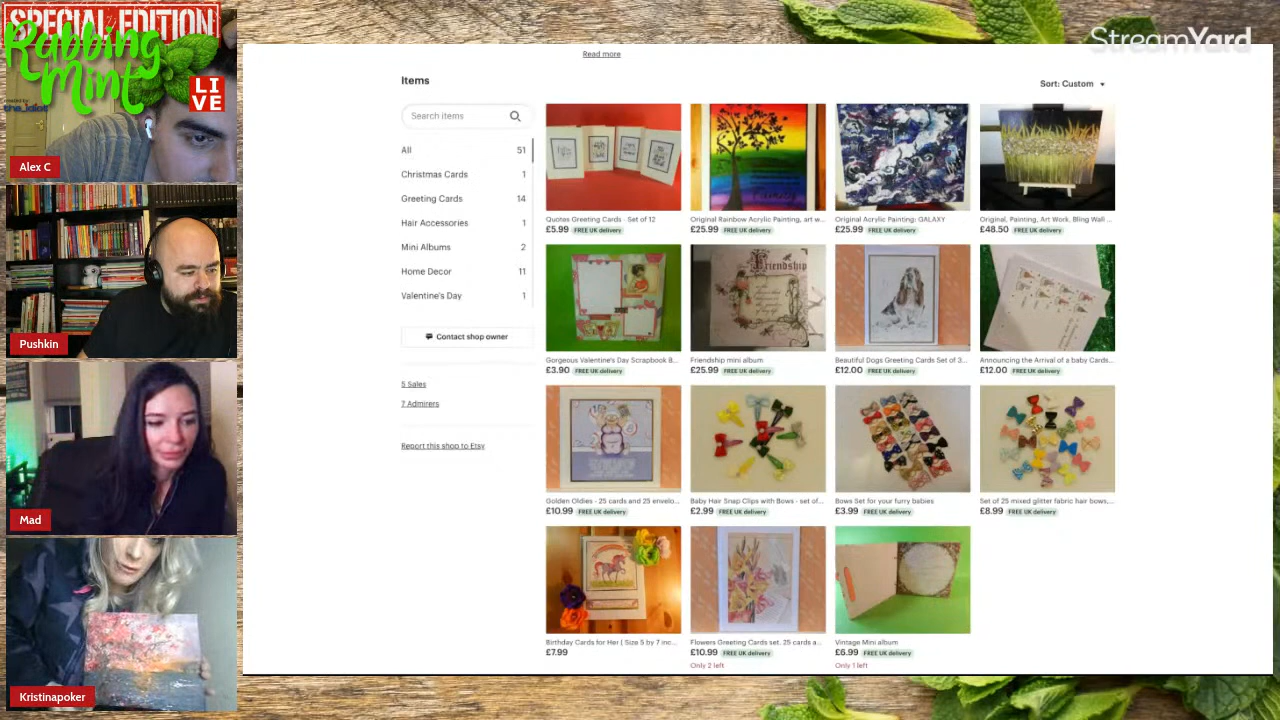 SPECIAL EDITION
Rabbing
Mint
LI
VE
StreamYard
Alex C
Pushkin
Mad
Kristinapoker
Read more
Items
Sort: Custom
Search items
All 51
Christmas Cards 1
Greeting Cards 14
Hair Accessories 1
Mini Albums 2
Home Decor 11
Valentine's Day 1
Contact shop owner
5 Sales
7 Admirers
Report this shop to Etsy
Quotes Greeting Cards - Set of 12
£5.99 FREE UK delivery
Original Rainbow Acrylic Painting, art w...
£25.99 FREE UK delivery
Original Acrylic Painting: GALAXY
£25.99 FREE UK delivery
Original, Painting, Art Work, Bling Wall ...
£48.50 FREE UK delivery
Gorgeous Valentine's Day Scrapbook B...
£3.90 FREE UK delivery
Friendship
Friendship mini album
£25.99 FREE UK delivery
Beautiful Dogs Greeting Cards Set of 3...
£12.00 FREE UK delivery
Announcing the Arrival of a baby Cards...
£12.00 FREE UK delivery
Golden Oldies - 25 cards and 25 envelo...
£10.99 FREE UK delivery
Baby Hair Snap Clips with Bows - set of...
£2.99 FREE UK delivery
Bows Set for your furry babies
£3.99 FREE UK delivery
Set of 25 mixed glitter fabric hair bows,...
£8.99 FREE UK delivery
Birthday Cards for Her ( Size 5 by 7 inc...
£7.99
Flowers Greeting Cards set. 25 cards a...
£10.99 FREE UK delivery
Only 2 left
Vintage Mini album
£6.99 FREE UK delivery
Only 1 left